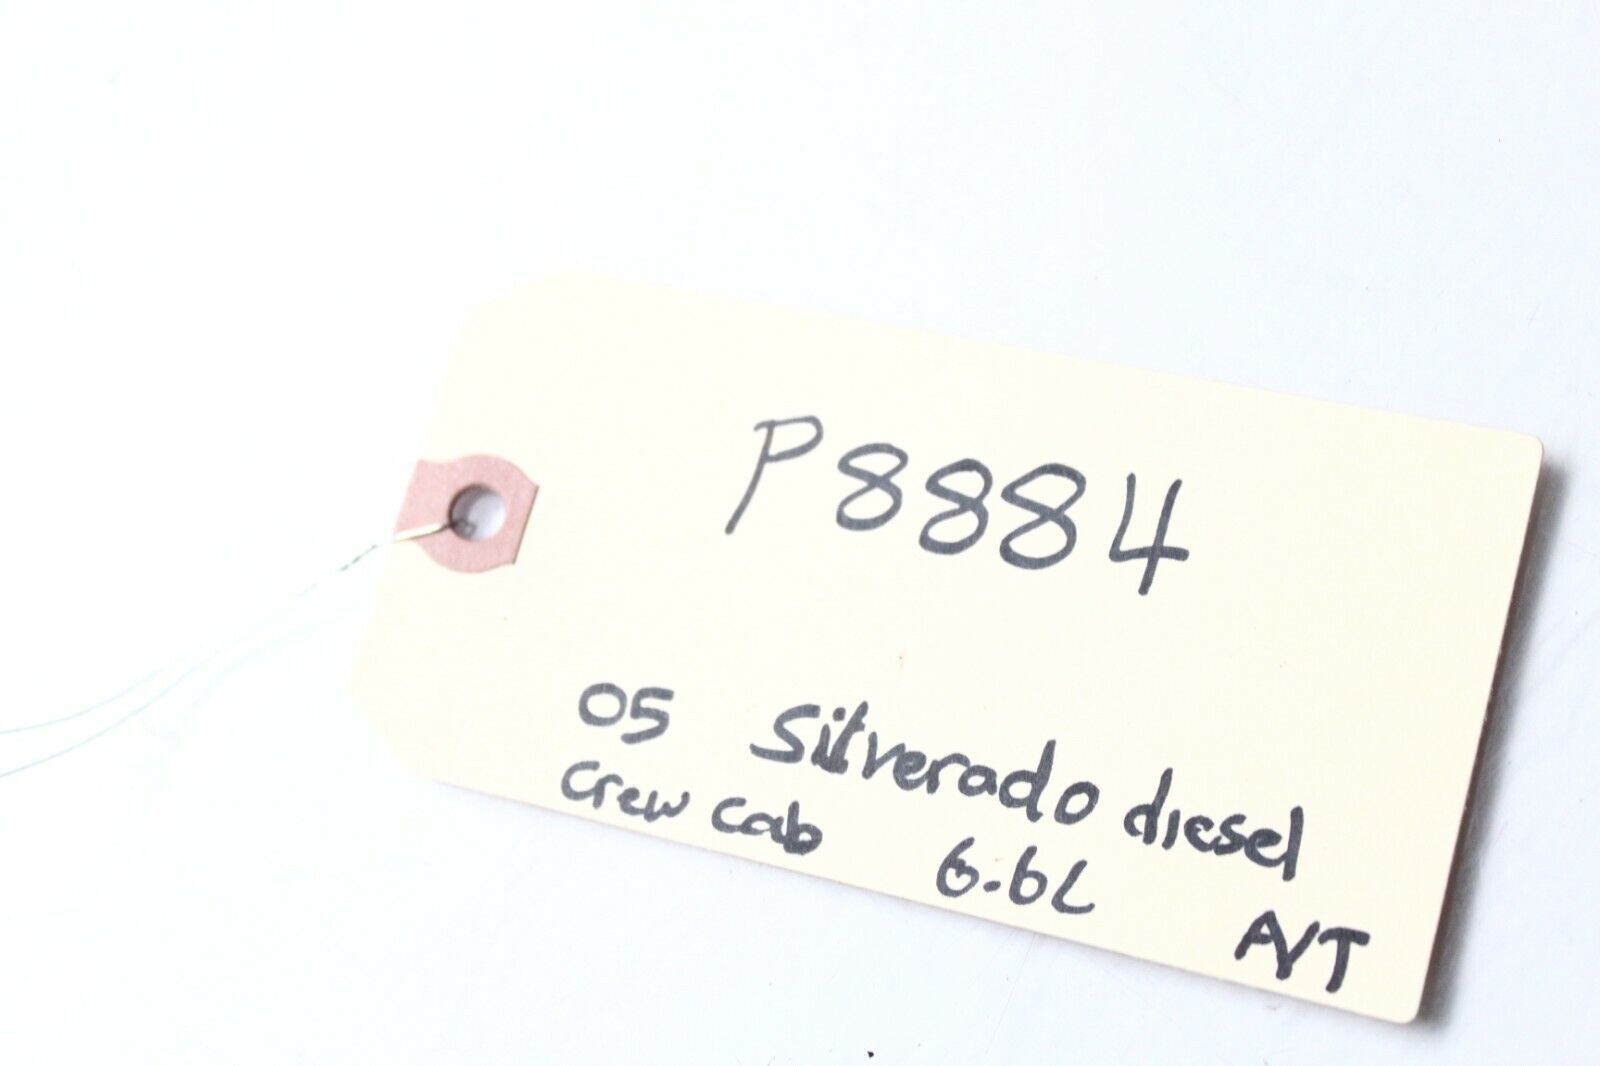 P8884
05 Silverado diesel
Crew cab 6.6L A/T